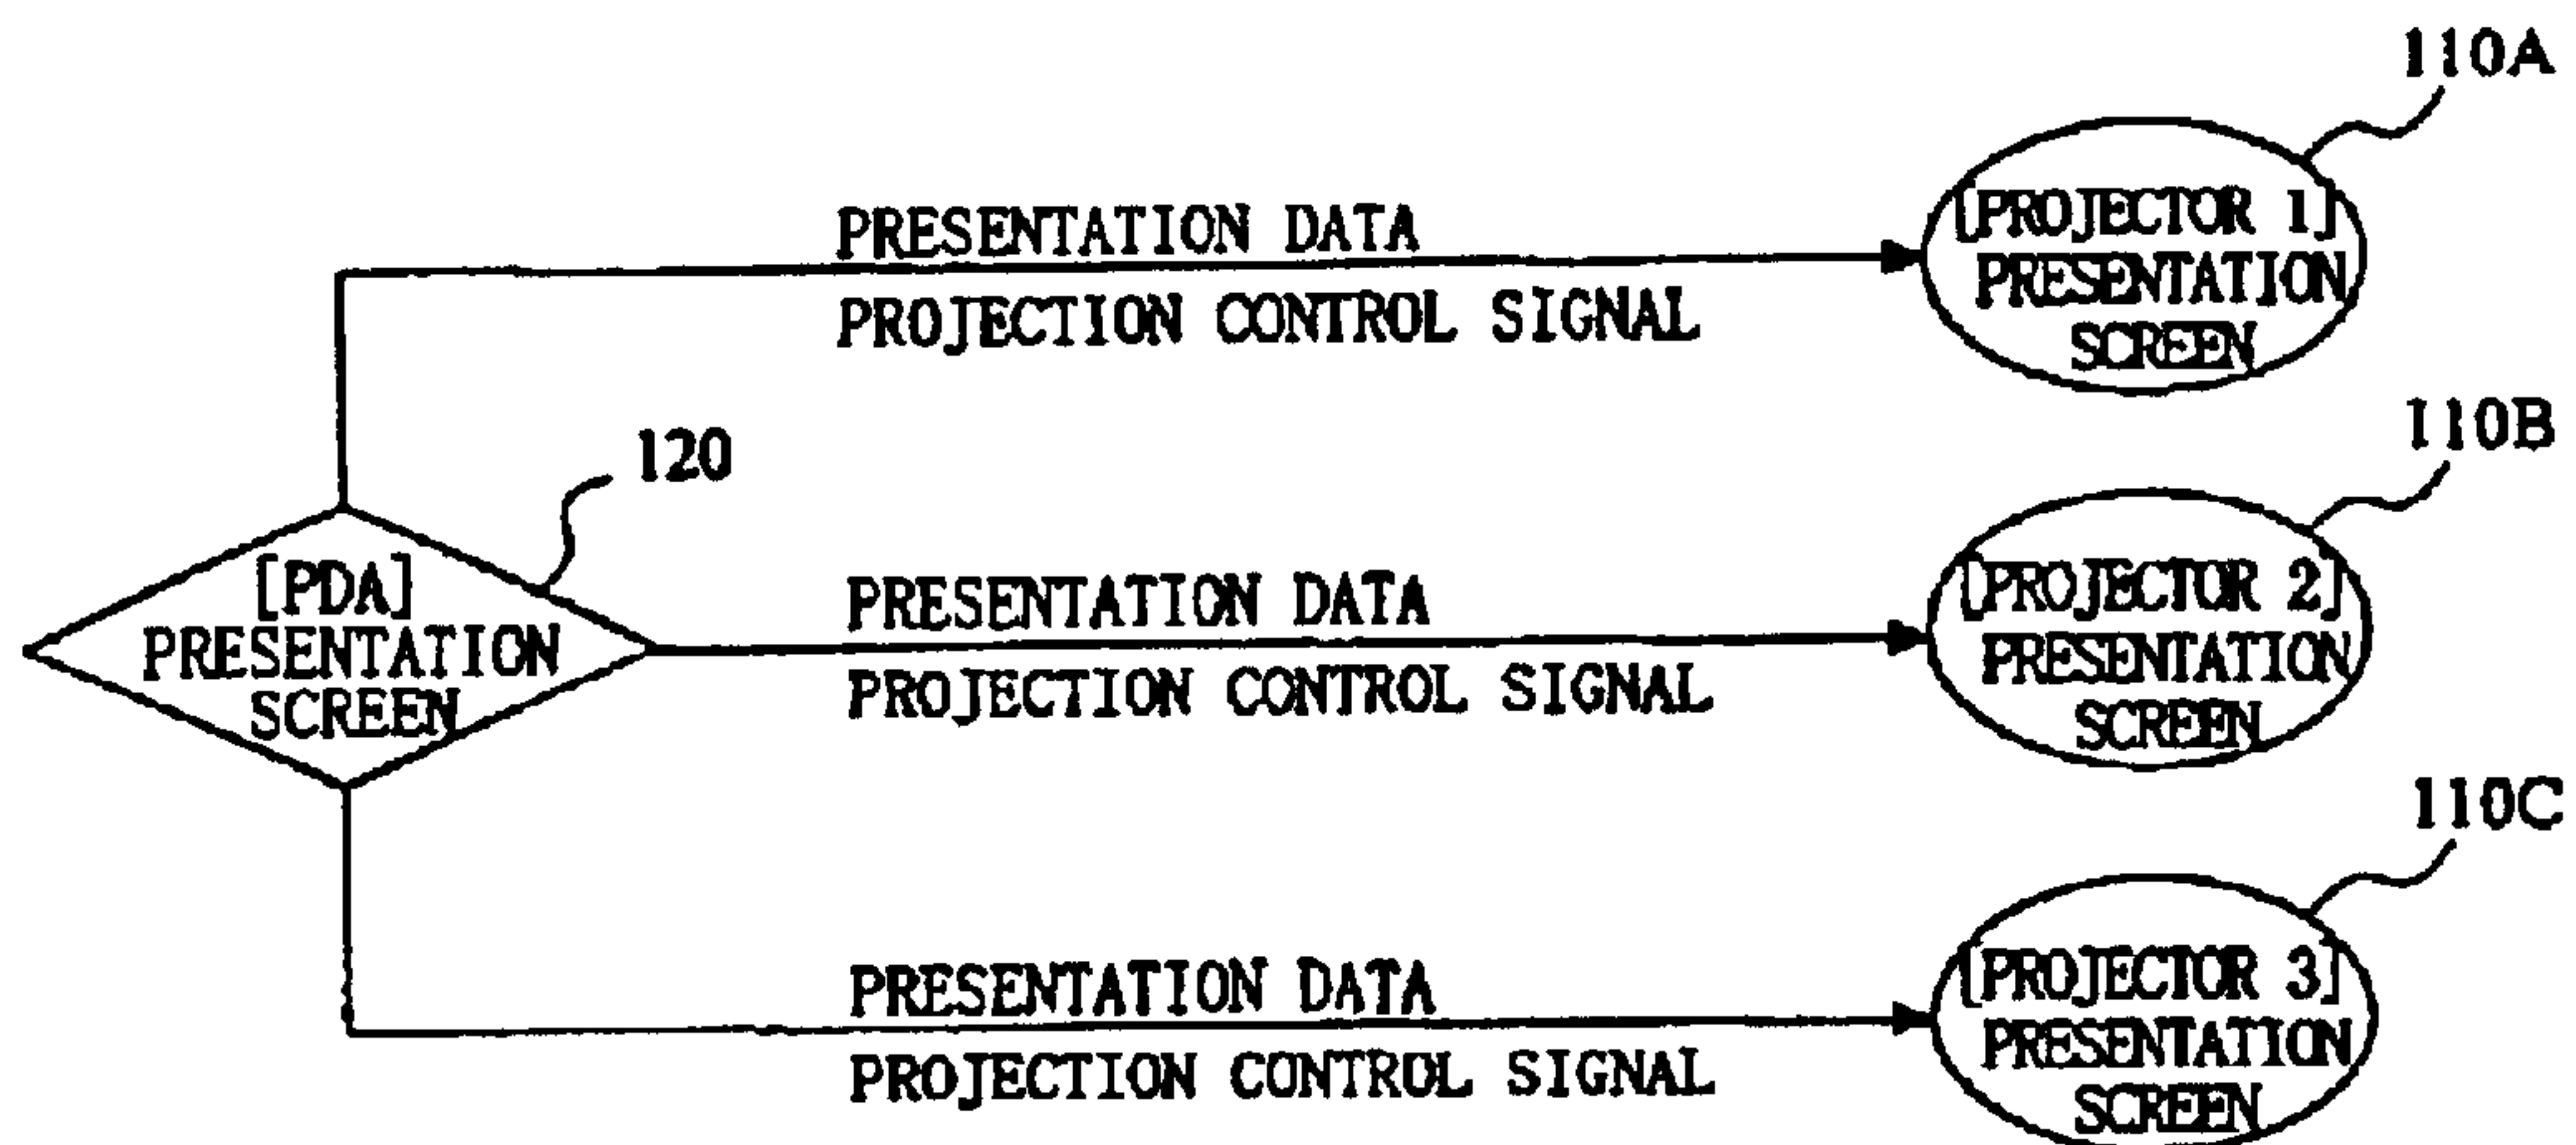 110A
PRESENTATION DATA
PROJECTION CONTROL SIGNAL
[PROJECTOR 1]
PRESENTATION
SCREEN
120
110B
[PDA]
PRESENTATION
SCREEN
PRESENTATION DATA
PROJECTION CONTROL SIGNAL
[PROJECTOR 2]
PRESENTATION
SCREEN
110C
PRESENTATION DATA
PROJECTION CONTROL SIGNAL
[PROJECTOR 3]
PRESENTATION
SCREEN